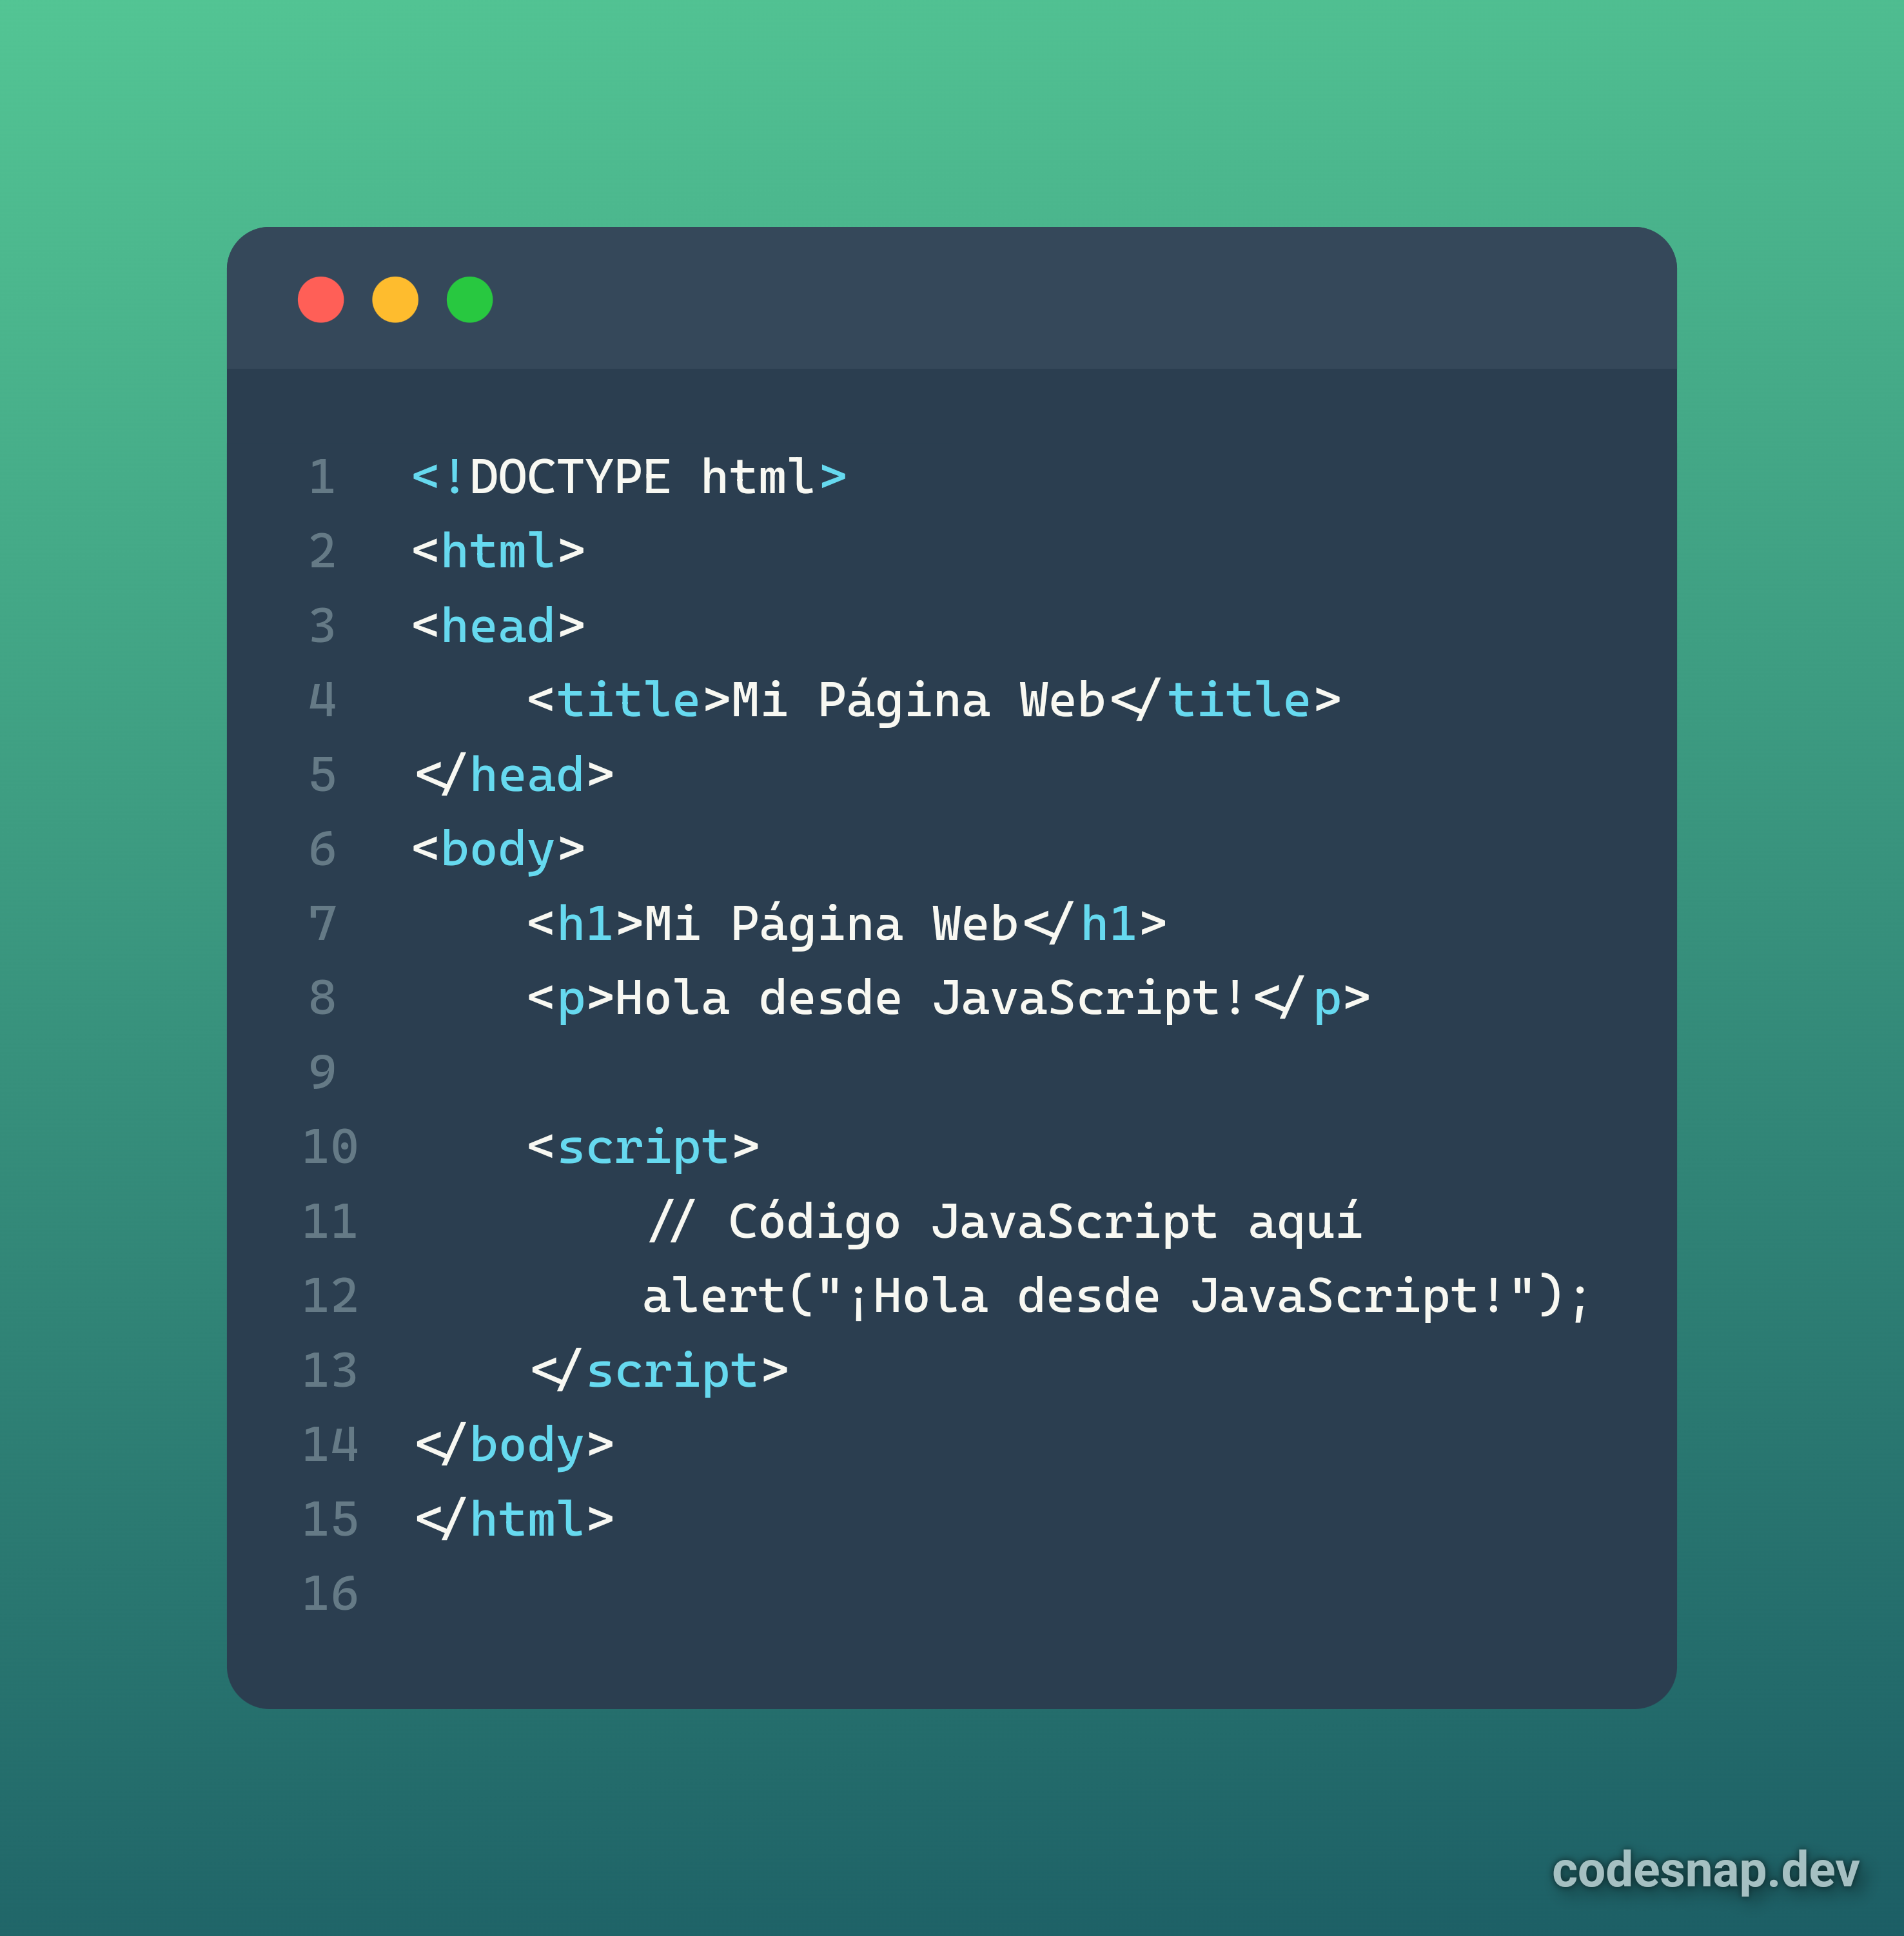 1 <!DOCTYPE html>
2 <html>
3 <head>
4     <title>Mi Página Web</title>
5 </head>
6 <body>
7     <h1>Mi Página Web</h1>
8     <p>Hola desde JavaScript!</p>
9
10     <script>
11         // Código JavaScript aquí
12         alert("¡Hola desde JavaScript!");
13     </script>
14 </body>
15 </html>
16
codesnap.dev